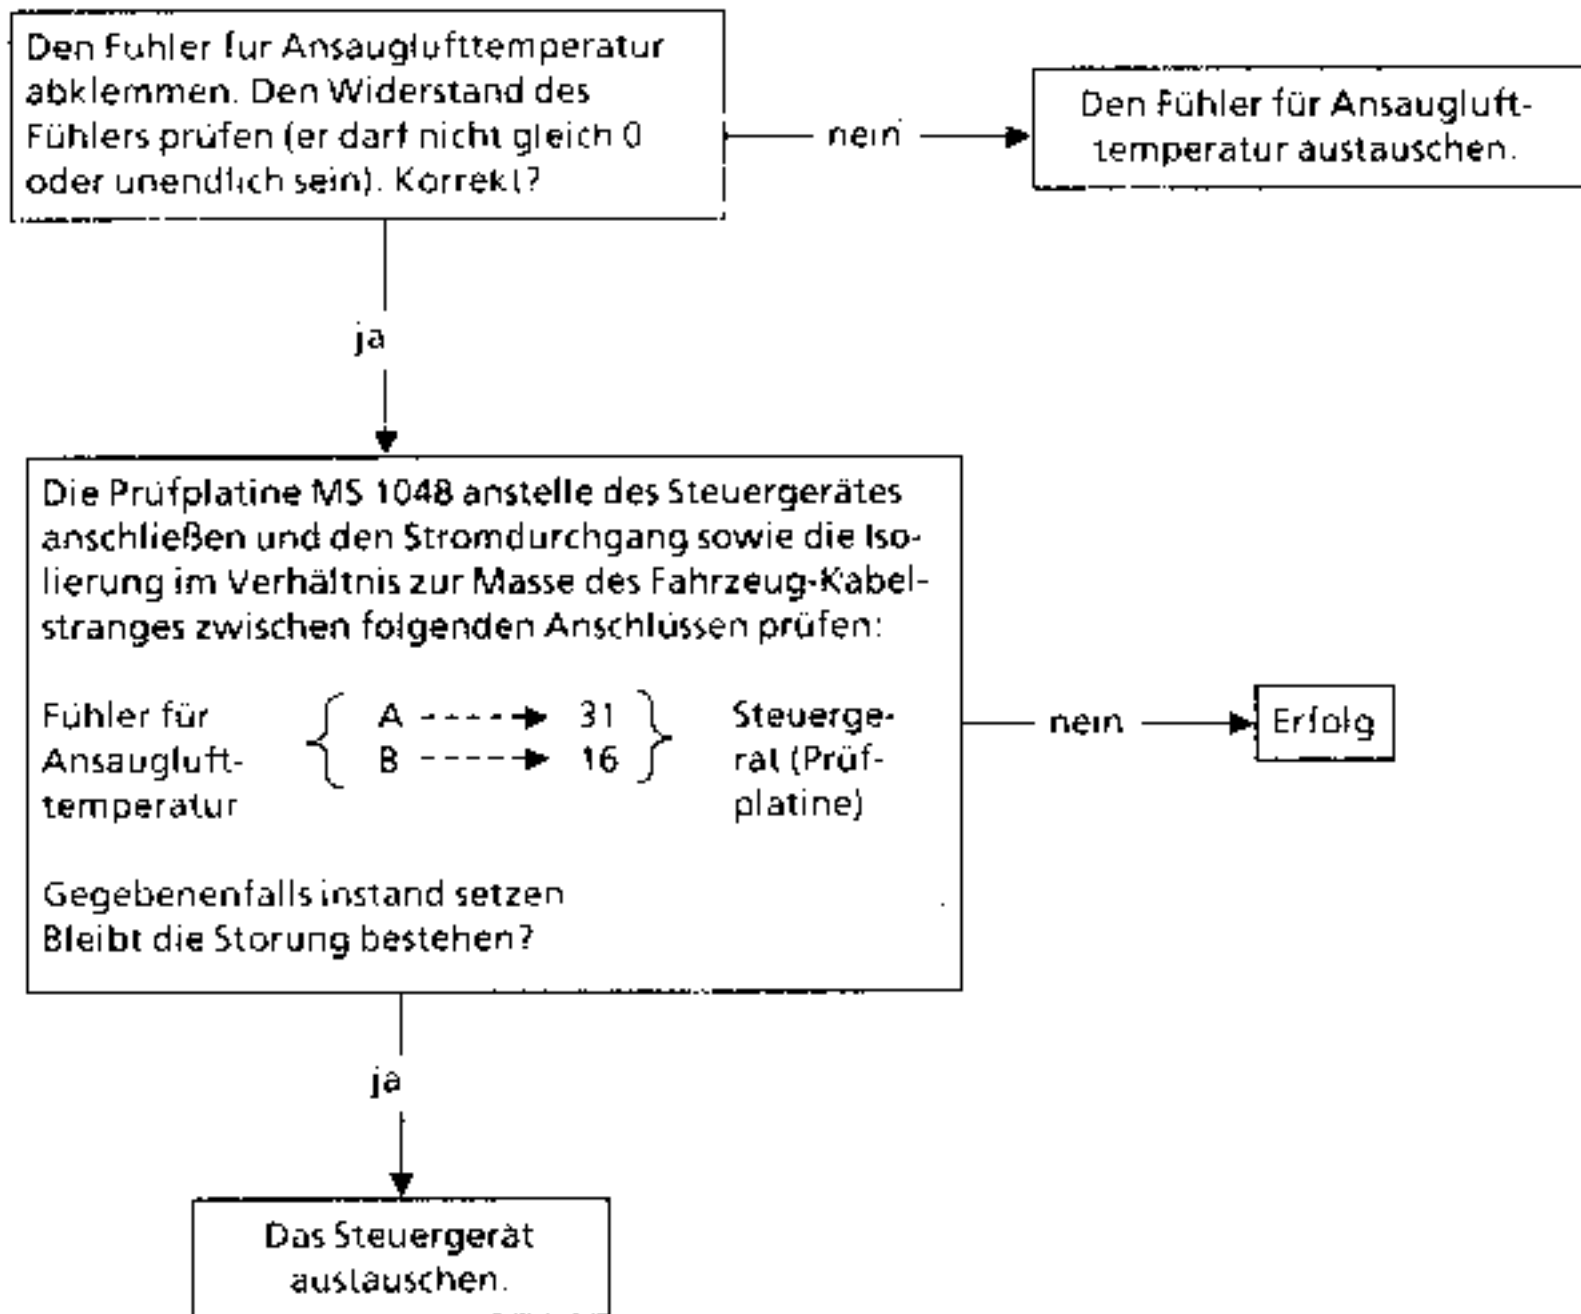 Den Fühler für Ansauglufttemperatur
abklemmen. Den Widerstand des
Fühlers prüfen (er darf nicht gleich 0
oder unendlich sein). Korrekt?
nein
Den Fühler für Ansaugluft-
temperatur austauschen.
ja
Die Prüfplatine MS 1048 anstelle des Steuergerätes
anschließen und den Stromdurchgang sowie die Iso-
lierung im Verhältnis zur Masse des Fahrzeug-Kabel-
stranges zwischen folgenden Anschlüssen prüfen:
Fühler für
Ansaugluft-
temperatur
A 31
B 16
Steuerge-
rät (Prüf-
platine)
Gegebenenfalls instand setzen
Bleibt die Störung bestehen?
nein
Erfolg
ja
Das Steuergerät
austauschen.